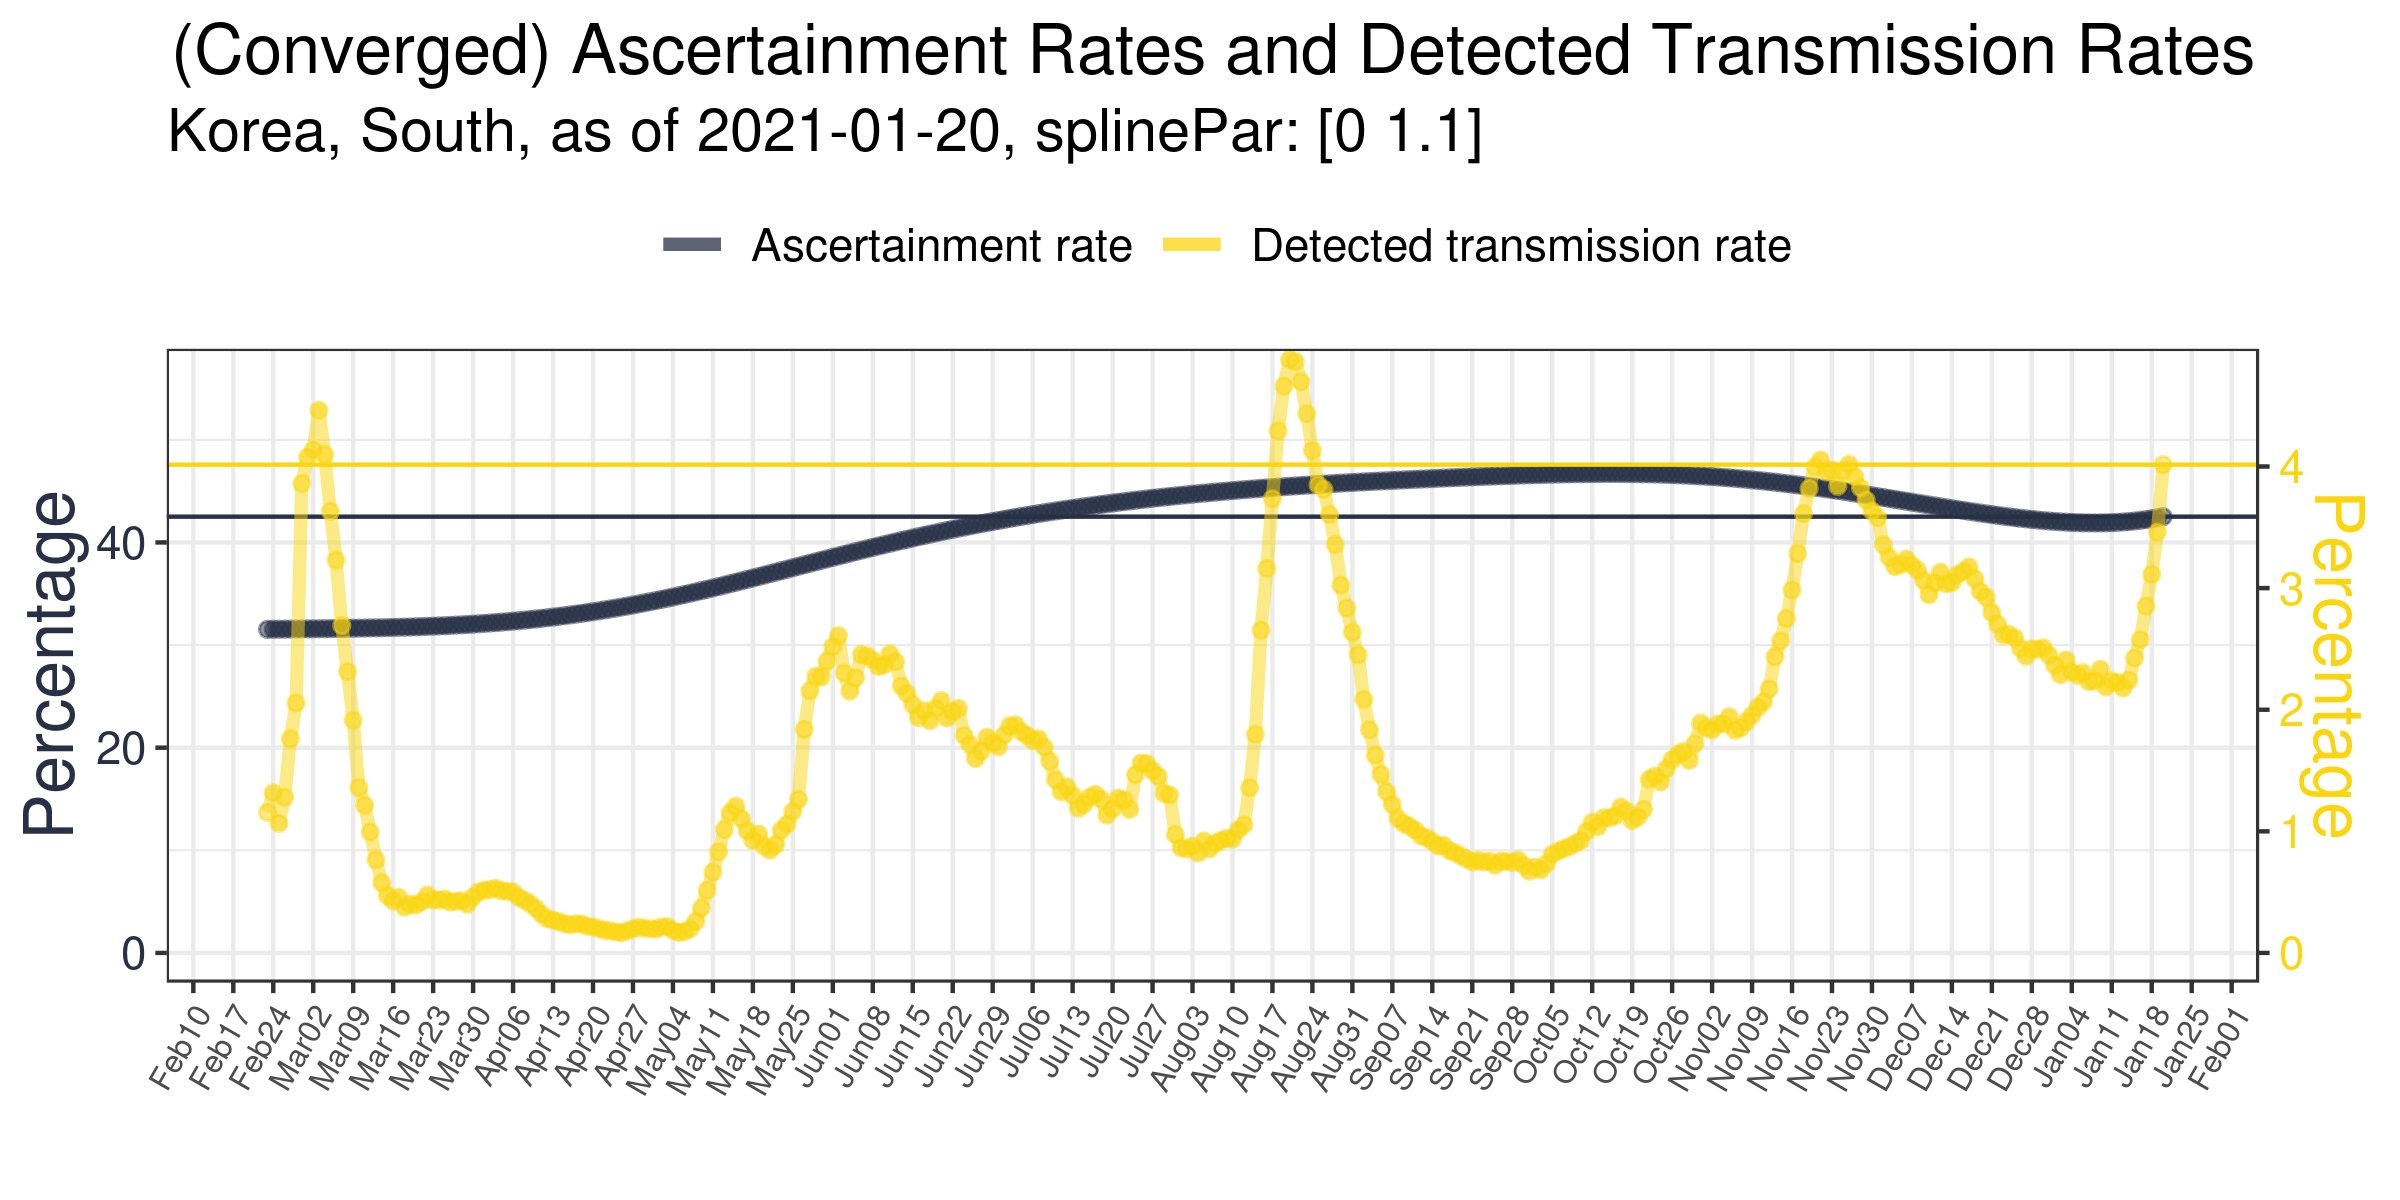 (Converged) Ascertainment Rates and Detected Transmission Rates
Korea, South, as of 2021-01-20, splinePar: [0 1.1]
Ascertainment rate
Detected transmission rate
Percentage
40
20
0
4
3
2
1
0
Percentage
Feb10
Feb17
Feb24
Mar02
Mar09
Mar16
Mar23
Mar30
Apr06
Apr13
Apr20
Apr27
May04
May11
May18
May25
Jun01
Jun08
Jun15
Jun22
Jun29
Jul06
Jul13
Jul20
Jul27
Aug03
Aug10
Aug17
Aug24
Aug31
Sep07
Sep14
Sep21
Sep28
Oct05
Oct12
Oct19
Oct26
Nov02
Nov09
Nov16
Nov23
Nov30
Dec07
Dec14
Dec21
Dec28
Jan04
Jan11
Jan18
Jan25
Feb01